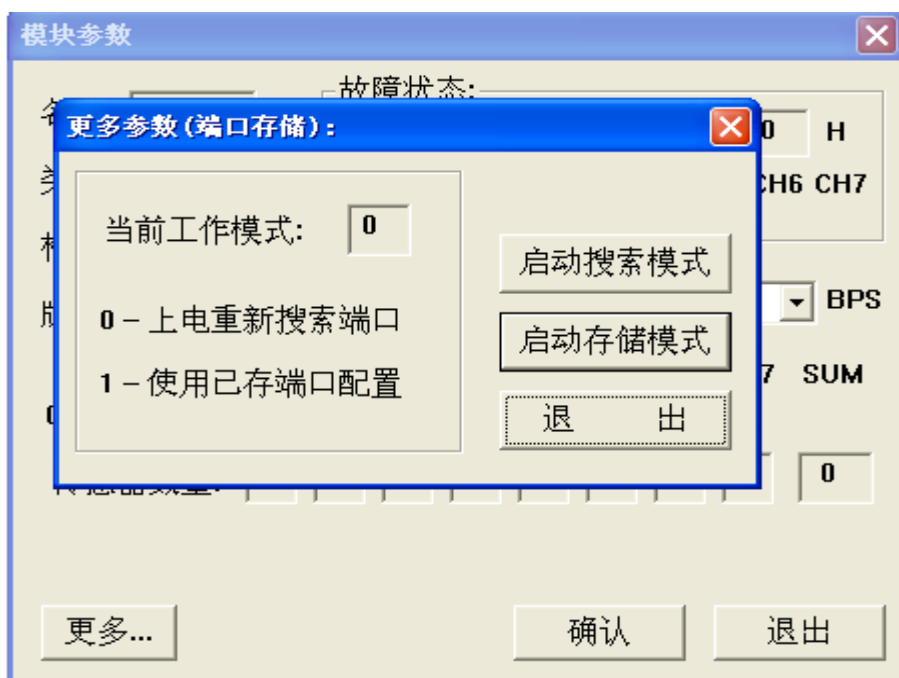 模块参数
故障状态:
更多参数(端口存储):
0 H
CH6 CH7
当前工作模式: 0
启动搜索模式
BPS
0 – 上电重新搜索端口
启动存储模式
1 – 使用已存端口配置
7 SUM
退 出
0
更多...
确认
退出